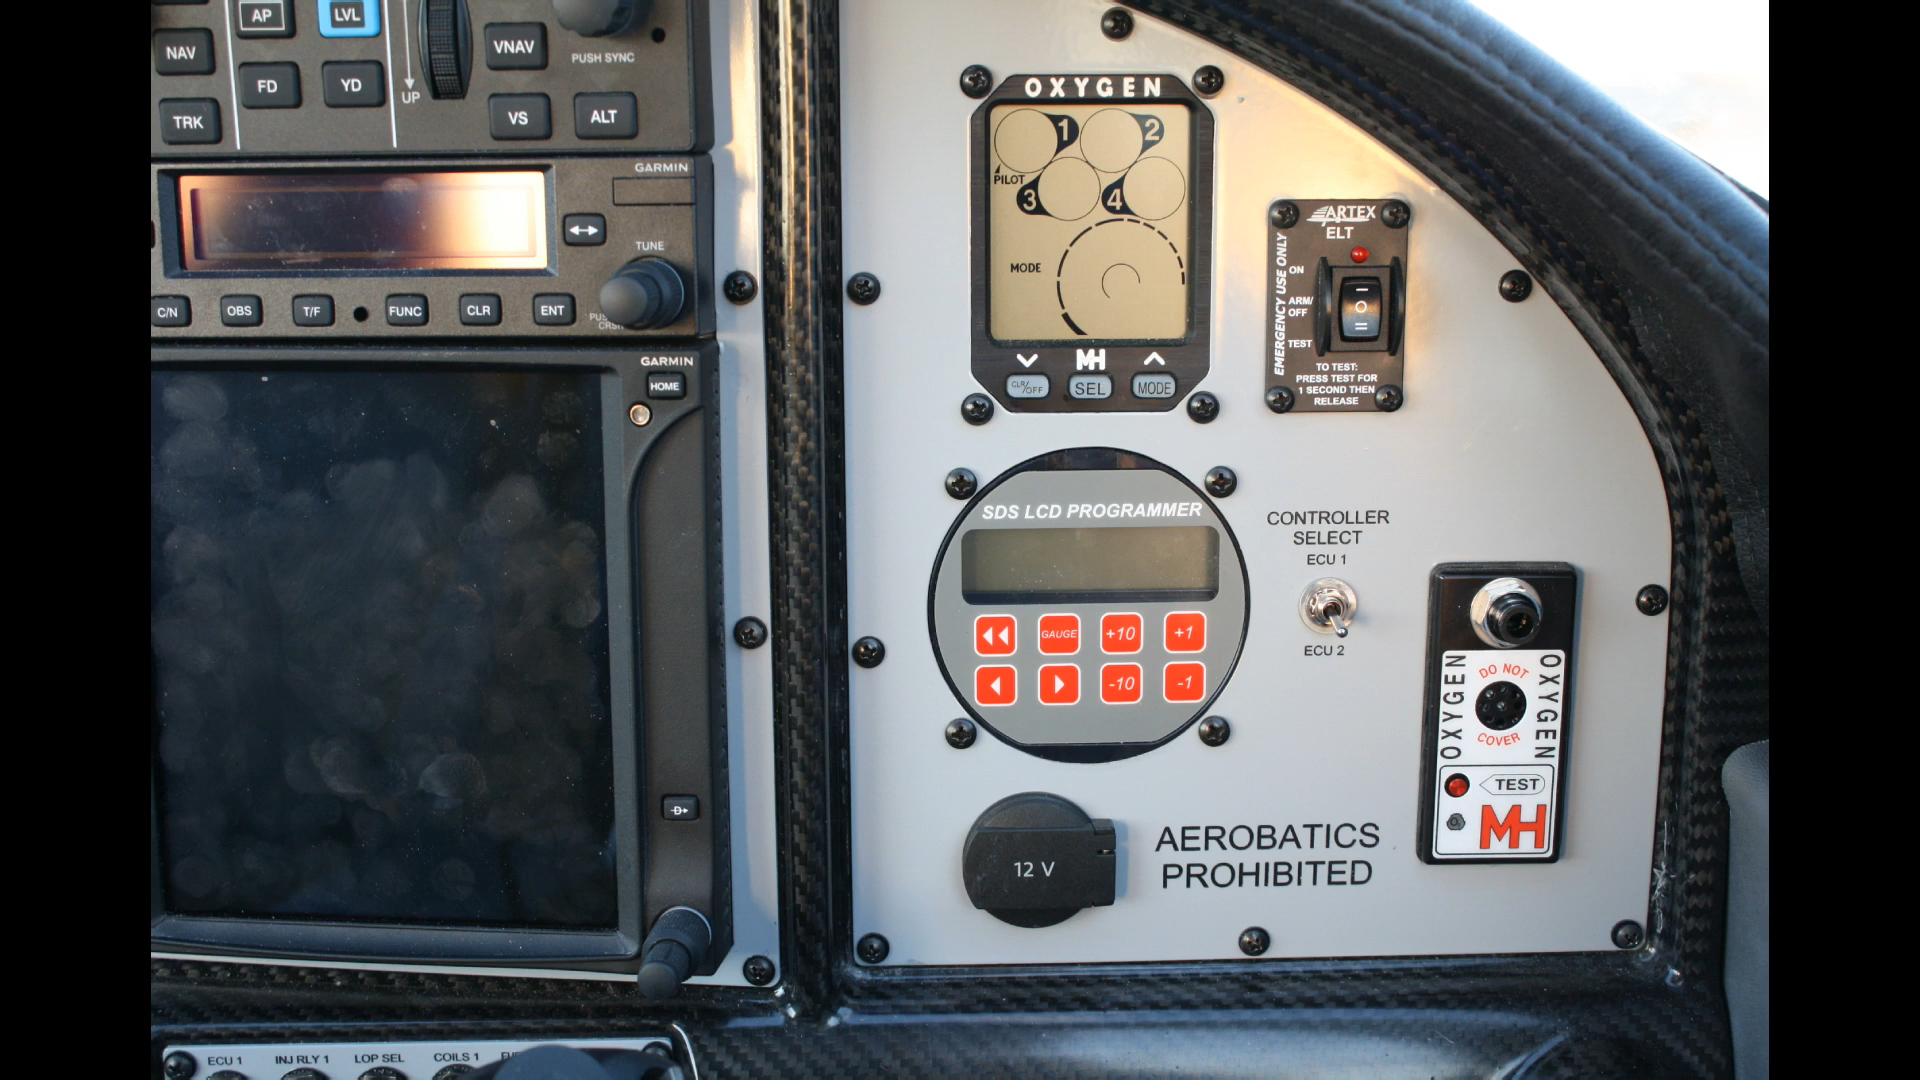 AP
LVL
NAV
FD
YD
TRK
UP
VNAV
VS
ALT
PUSH SYNC
GARMIN
TUNE
C/N
OBS
T/F
FUNC
CLR
ENT
GARMIN
HOME
D
ECU 1
INJ RLY 1
LOP SEL
COILS 1
OXYGEN
1
2
PILOT
3
4
MODE
MH
CLR/OFF
SEL
MODE
ARTEX
ELT
EMERGENCY USE ONLY
ON
ARM/
OFF
TEST
TO TEST:
PRESS TEST FOR
1 SECOND THEN
RELEASE
SDS LCD PROGRAMMER
GAUGE
+10
+1
-10
-1
CONTROLLER
SELECT
ECU 1
ECU 2
OXYGEN
DO NOT
COVER
OXYGEN
TEST
MH
12 V
AEROBATICS
PROHIBITED